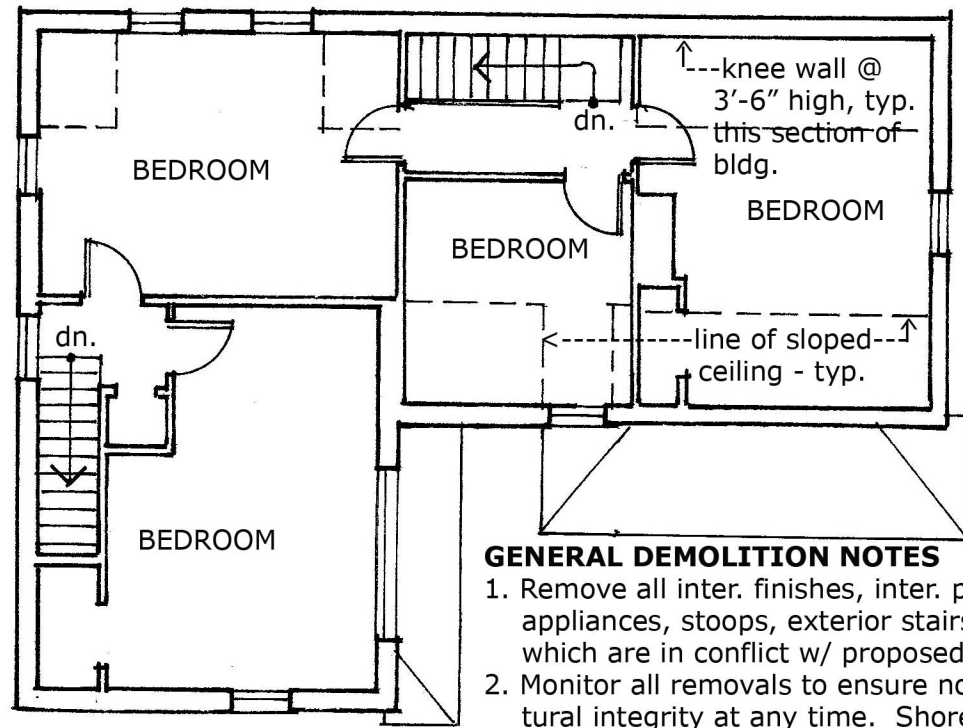 ---knee wall @
3'-6" high, typ.
this section of
bldg.
dn.
BEDROOM
BEDROOM
BEDROOM
dn.
line of sloped
ceiling - typ.
BEDROOM
GENERAL DEMOLITION NOTES
1. Remove all inter. finishes, inter. p
appliances, stoops, exterior stairs
which are in conflict w/ proposed
2. Monitor all removals to ensure no
tural integrity at any time. Shore